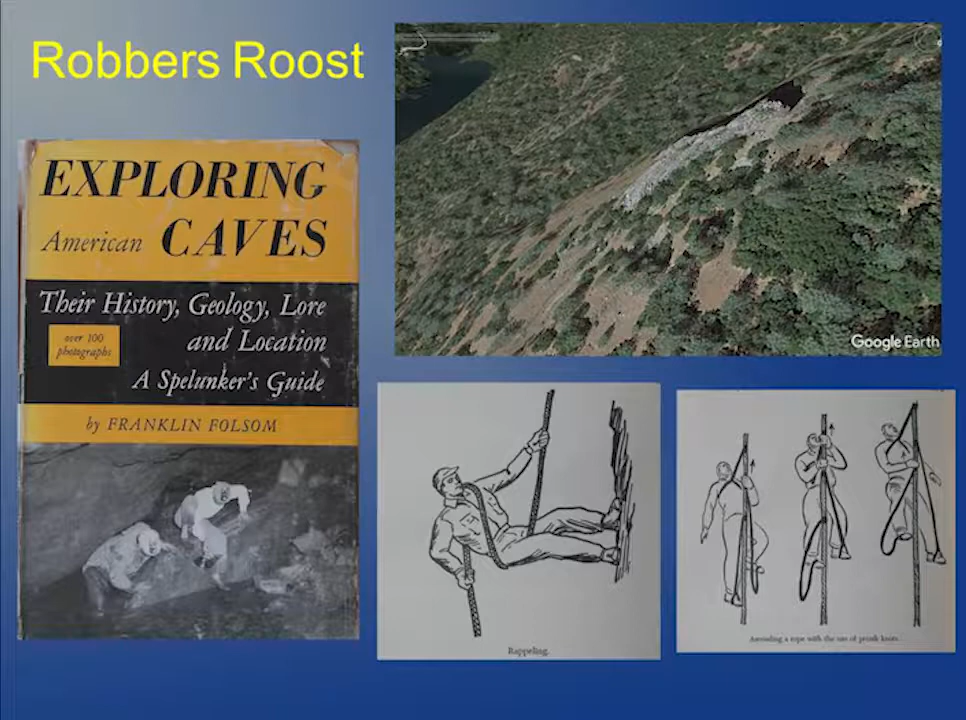 Robbers Roost
EXPLORING
American CAVES
Their History, Geology, Lore
and Location
over 100
photographs
A Spelunker's Guide
by FRANKLIN FOLSOM
Google Earth
Rappeling.
Ascending a rope with the use of prusik knots.